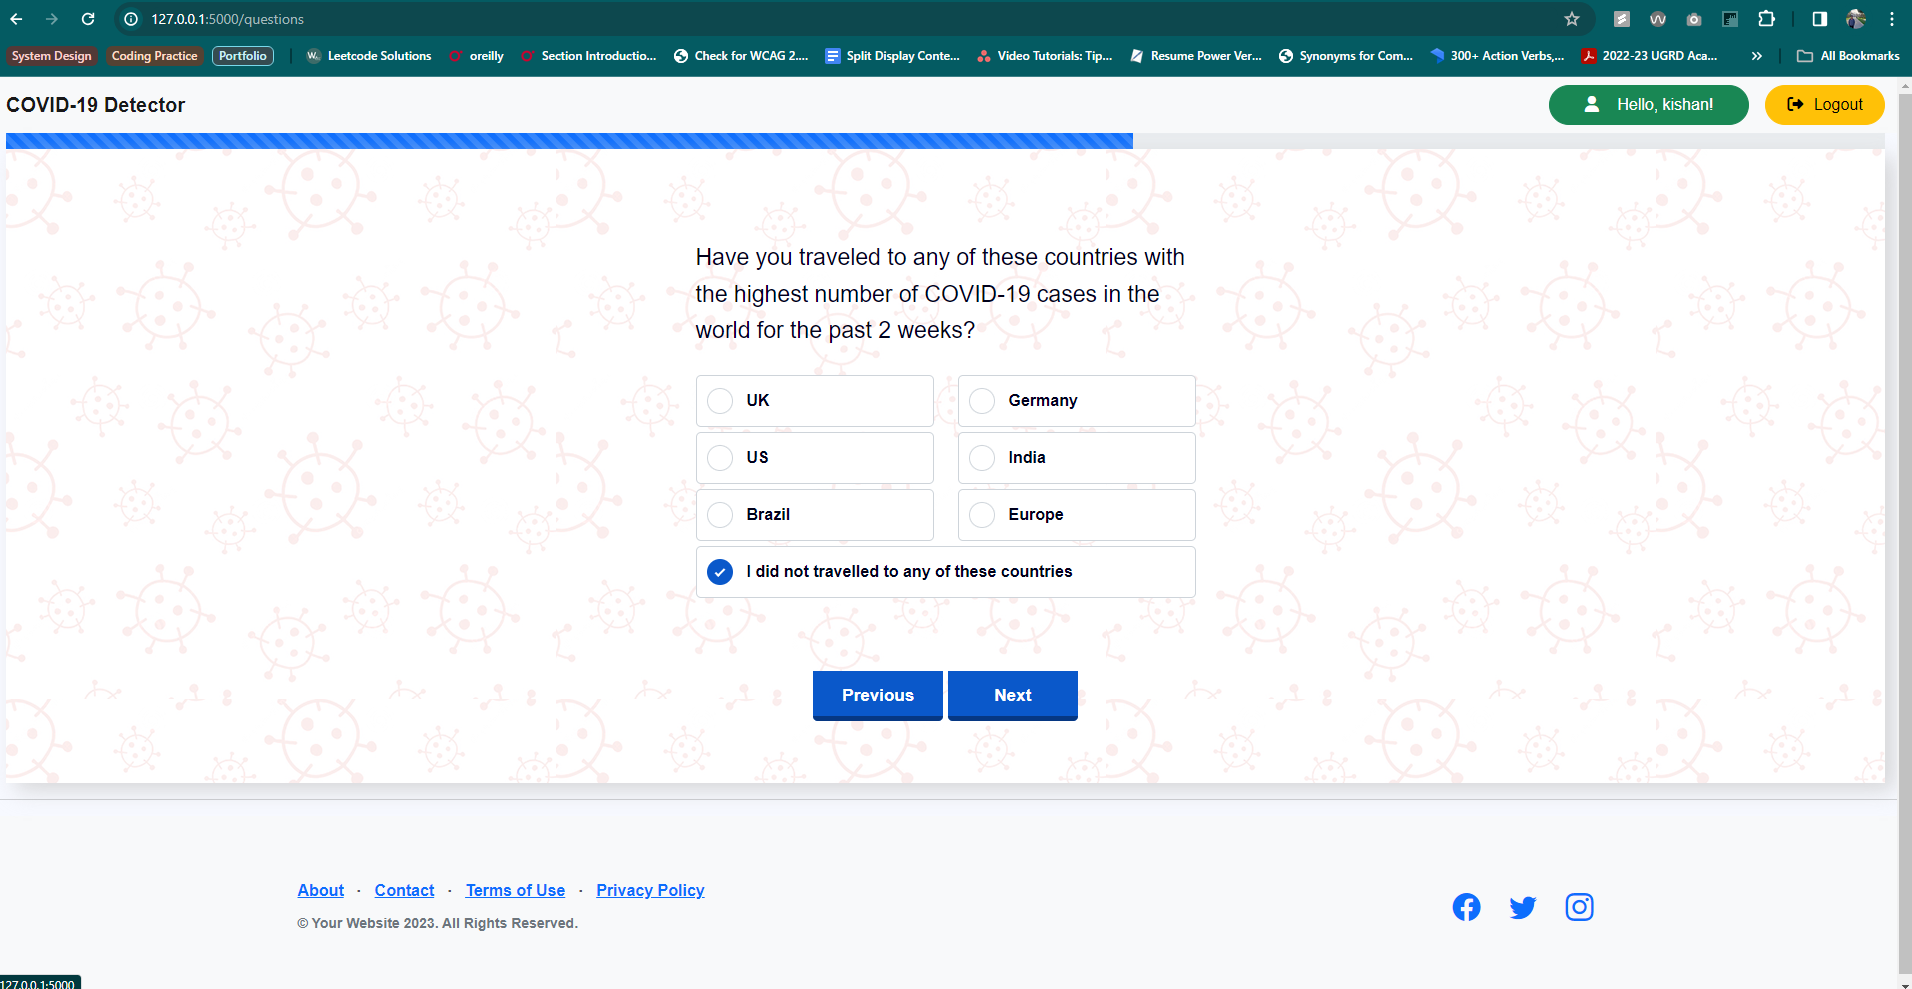 127.0.0.1:5000/questions
System Design Coding Practice Portfolio Leetcode Solutions oreilly Section Introductio... Check for WCAG 2.... Split Display Conte... Video Tutorials: Tip... Resume Power Ver... Synonyms for Com... 300+ Action Verbs,... 2022-23 UGRD Aca... » All Bookmarks
COVID-19 Detector Hello, kishan! Logout
Have you traveled to any of these countries with
the highest number of COVID-19 cases in the
world for the past 2 weeks?
UK Germany
US India
Brazil Europe
I did not travelled to any of these countries
Previous Next
About · Contact · Terms of Use · Privacy Policy
© Your Website 2023. All Rights Reserved.
127.0.0.1:5000